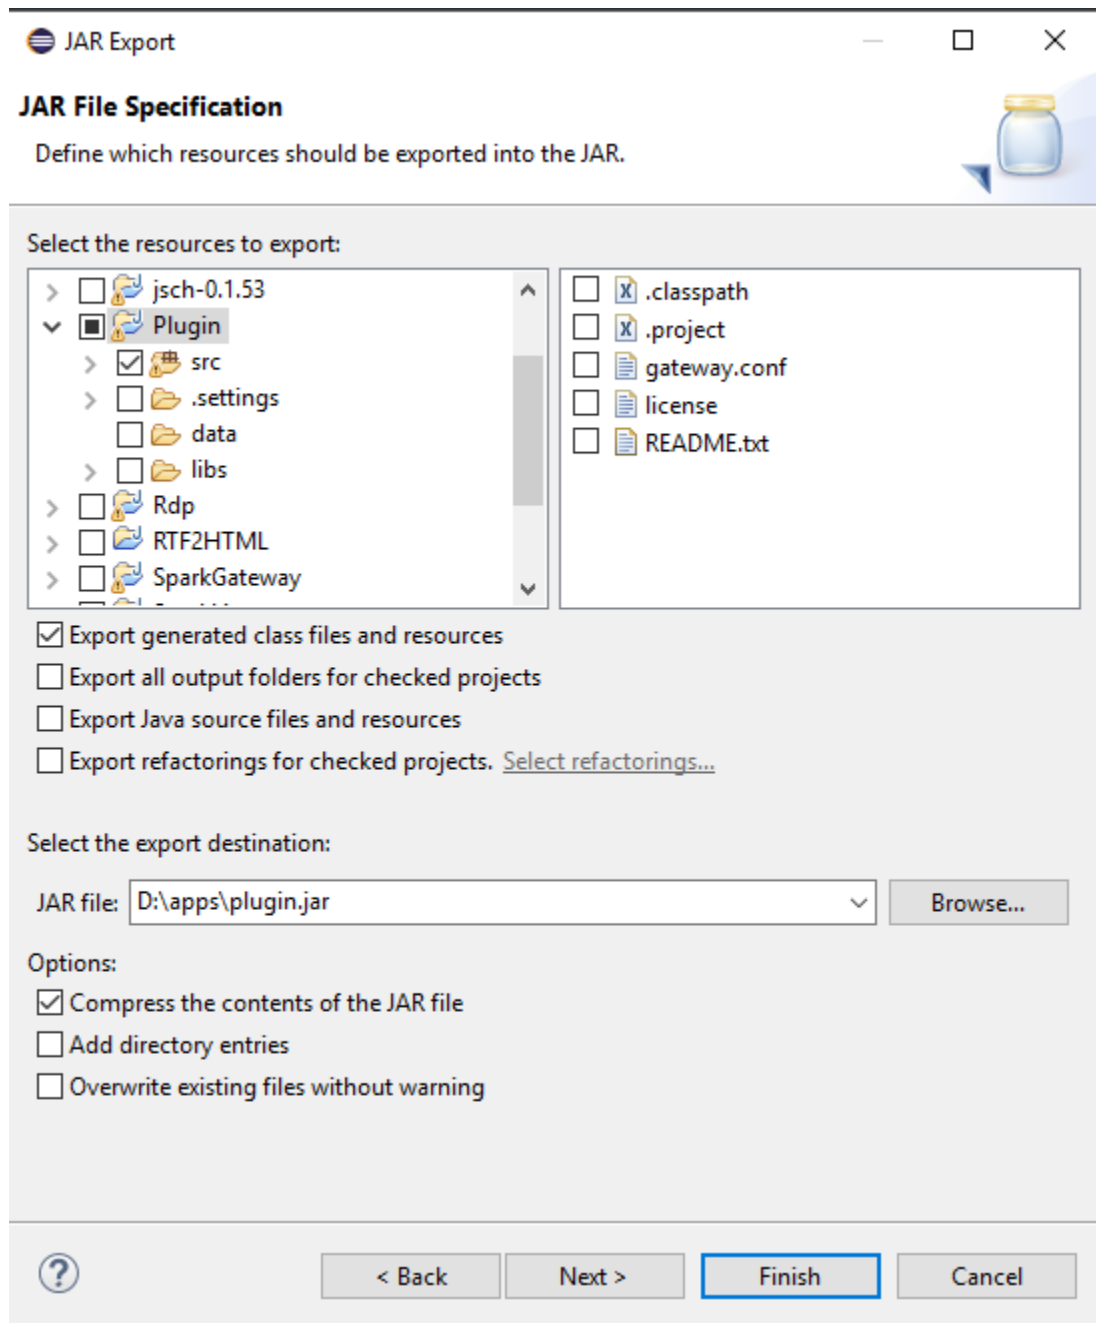 JAR Export
JAR File Specification
Define which resources should be exported into the JAR.
Select the resources to export:
jsch-0.1.53
Plugin
src
.settings
data
libs
Rdp
RTF2HTML
SparkGateway
.classpath
.project
gateway.conf
license
README.txt
Export generated class files and resources
Export all output folders for checked projects
Export Java source files and resources
Export refactorings for checked projects. Select refactorings...
Select the export destination:
JAR file: D:\apps\plugin.jar Browse...
Options:
Compress the contents of the JAR file
Add directory entries
Overwrite existing files without warning
? < Back Next > Finish Cancel